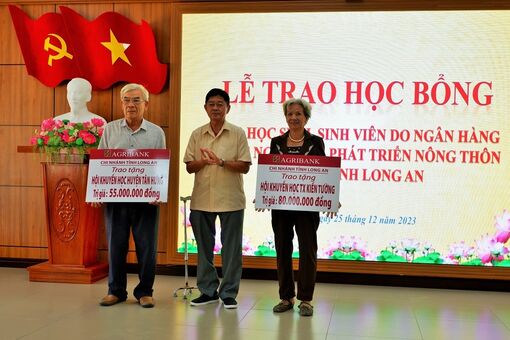 LỄ TRAO HỌC BỔNG
HỌC SINH, SINH VIÊN DO NGÂN HÀNG
PHÁT TRIỂN NÔNG THÔN
TỈNH LONG AN
25 tháng 12 năm 2023
AGRIBANK
CHI NHÁNH TỈNH LONG AN
Trao tặng
HỘI KHUYẾN HỌC HUYỆN TÂN HƯNG
Trị giá: 55.000.000 đồng
AGRIBANK
CHI NHÁNH TỈNH LONG AN
Trao tặng
HỘI KHUYẾN HỌC TX KIẾN TƯỜNG
Trị giá: 80.000.000 đồng